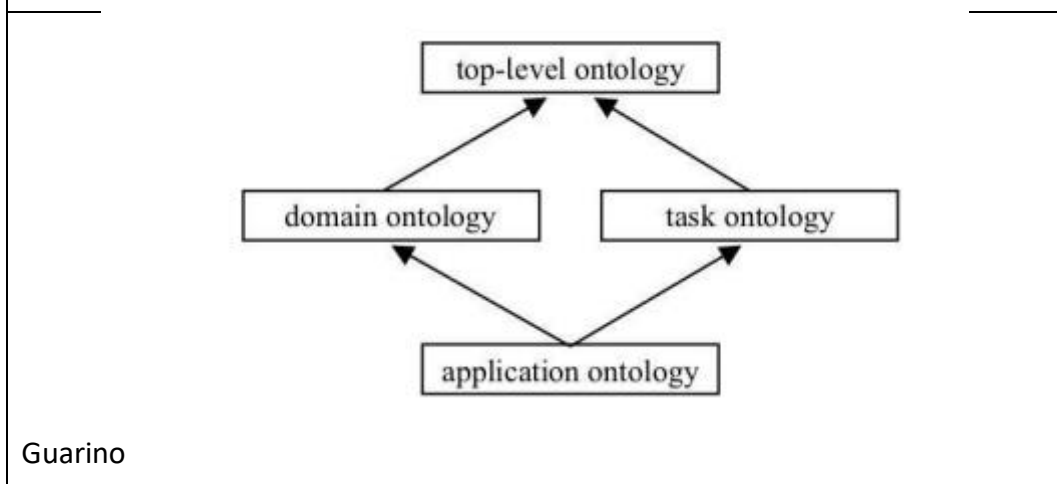 top-level ontology
domain ontology
task ontology
application ontology
Guarino